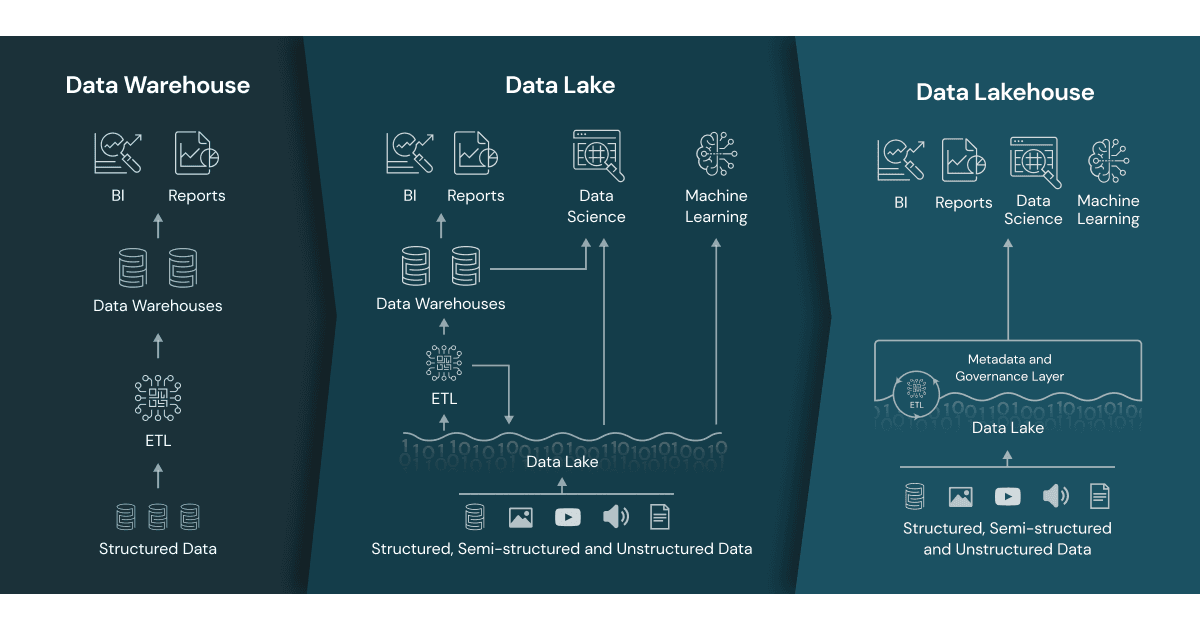 Data Warehouse
BI
Reports
Data Warehouses
ETL
Structured Data
Data Lake
BI
Reports
Data
Science
Machine
Learning
Data Warehouses
ETL
Data Lake
Structured, Semi-structured and Unstructured Data
Data Lakehouse
BI
Reports
Data
Science
Machine
Learning
Metadata and
Governance Layer
ETL
Data Lake
Structured, Semi-structured
and Unstructured Data